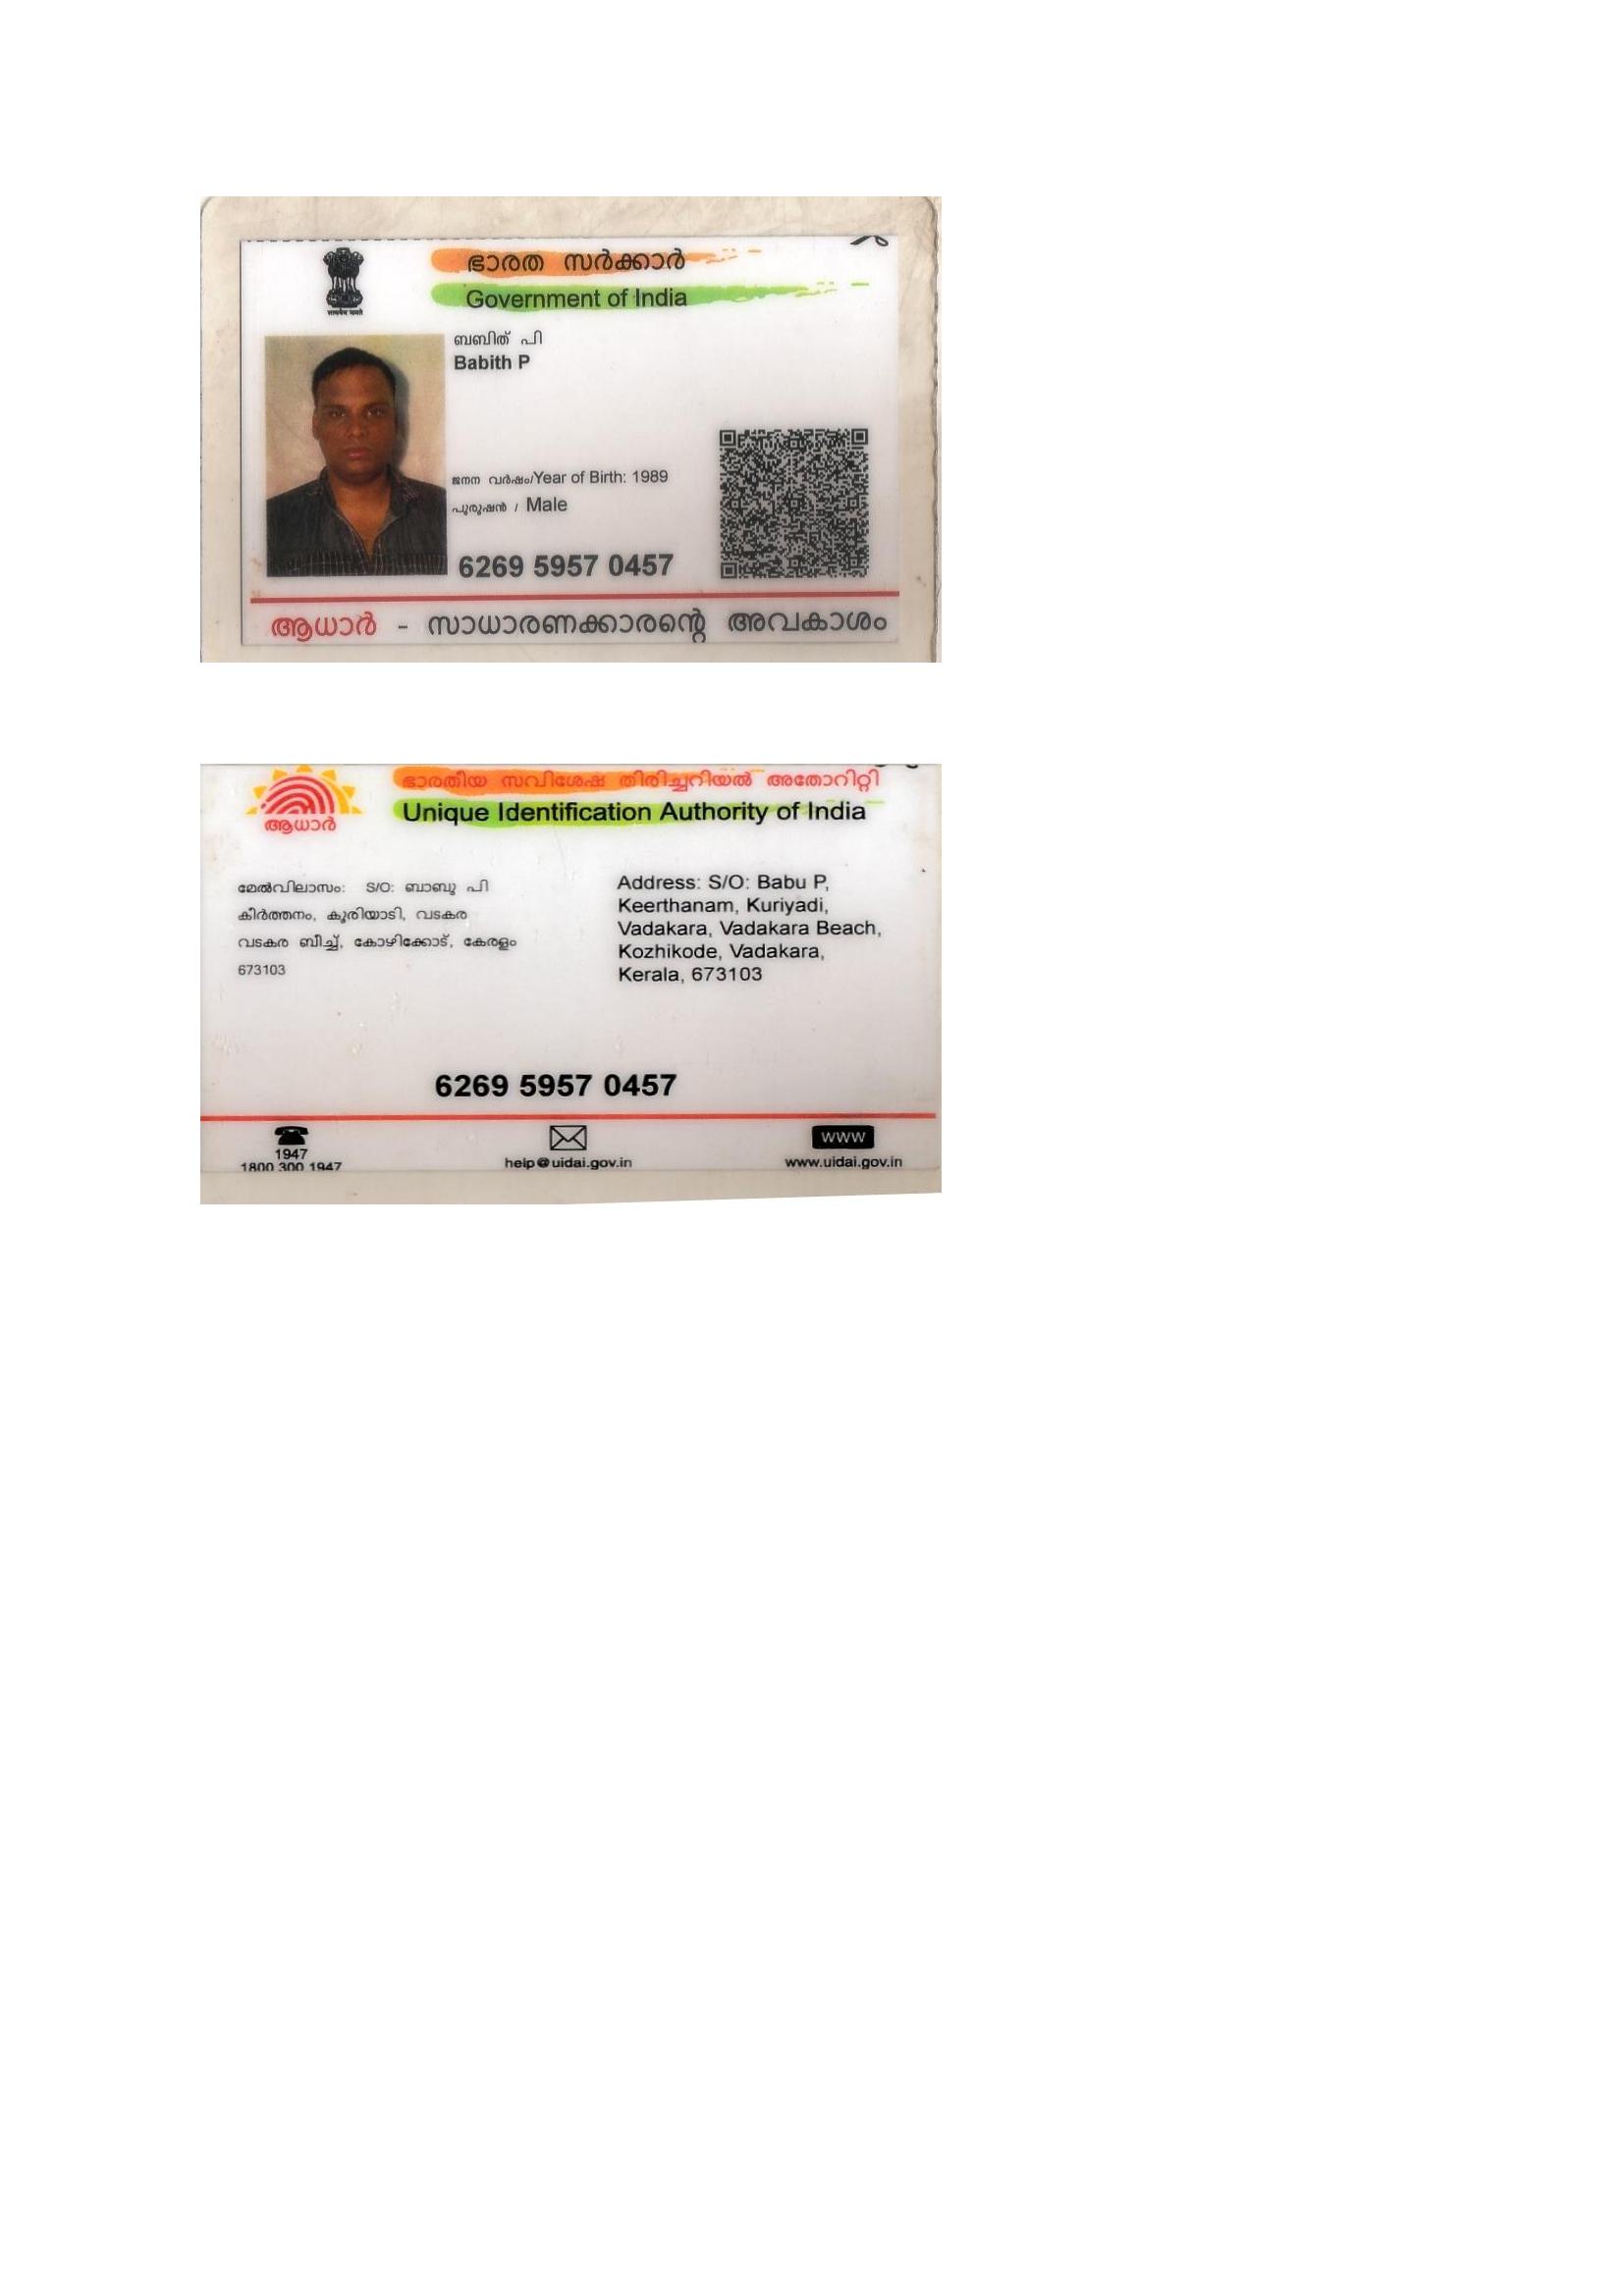 ഭാരത സർക്കാർ
Government of India
सत्यमेव जयते
ബബിത് പി
Babith P
ജനന വർഷം/Year of Birth: 1989
പുരുഷൻ / Male
6269 5957 0457
ആധാർ - സാധാരണക്കാരന്റെ അവകാശം
ഭാരതീയ സവിശേഷ തിരിച്ചറിയൽ അതോറിറ്റി
Unique Identification Authority of India
ആധാർ
മേൽവിലാസം: S/O: ബാബു പി
കീർത്തനം, കുരിയാടി, വടകര
വടകര ബീച്ച്, കോഴിക്കോട്, കേരളം
673103
Address: S/O: Babu P,
Keerthanam, Kuriyadi,
Vadakara, Vadakara Beach,
Kozhikode, Vadakara,
Kerala, 673103
6269 5957 0457
1947
1800 300 1947
help@uidai.gov.in
WWW
www.uidai.gov.in